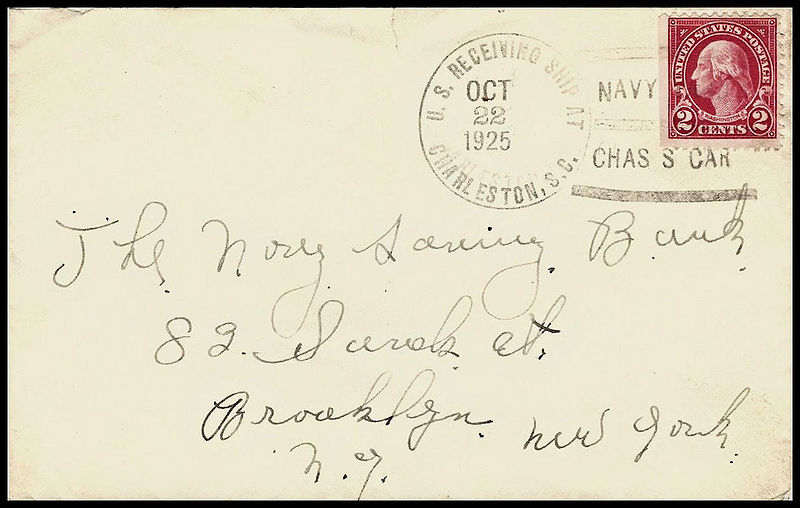 U. S. RECEIVING SHIP AT
CHARLESTON, S.C.
OCT
22
1925
NAVY
CHAS S CAR
UNITED STATES POSTAGE
WASHINGTON
2 CENTS 2
The Navy Saving Bank
82 Sands st.
Brooklyn. New York.
N.Y.